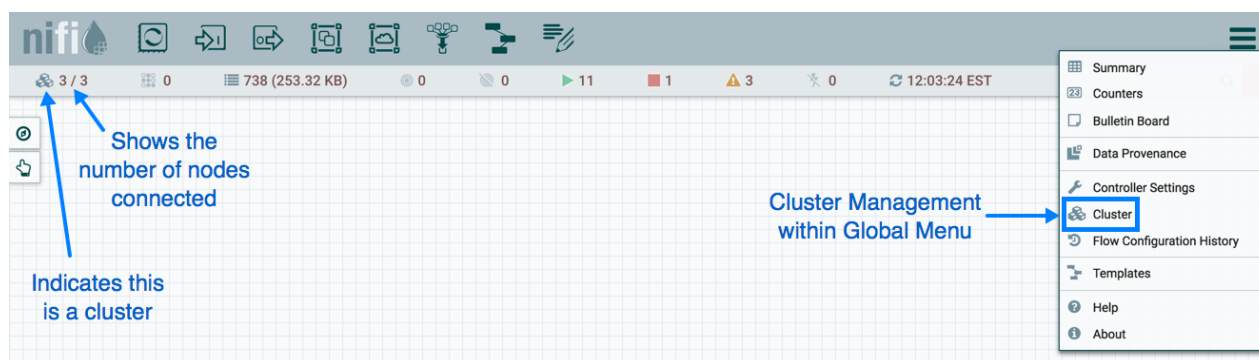 nifi
3 / 3
0
738 (253.32 KB)
0
0
11
1
3
0
12:03:24 EST
Summary
23 Counters
Bulletin Board
Data Provenance
Controller Settings
Cluster
Flow Configuration History
Templates
Help
About
Shows the
number of nodes
connected
Indicates this
is a cluster
Cluster Management
within Global Menu